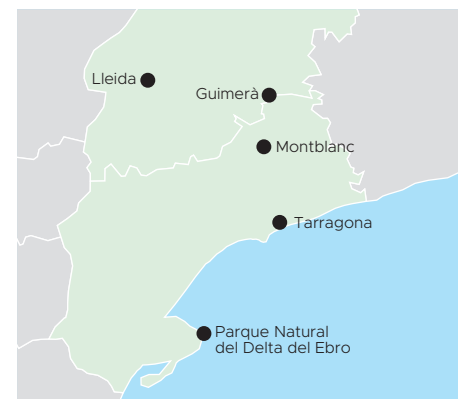 Lleida
Guimerà
Montblanc
Tarragona
Parque Natural
del Delta del Ebro